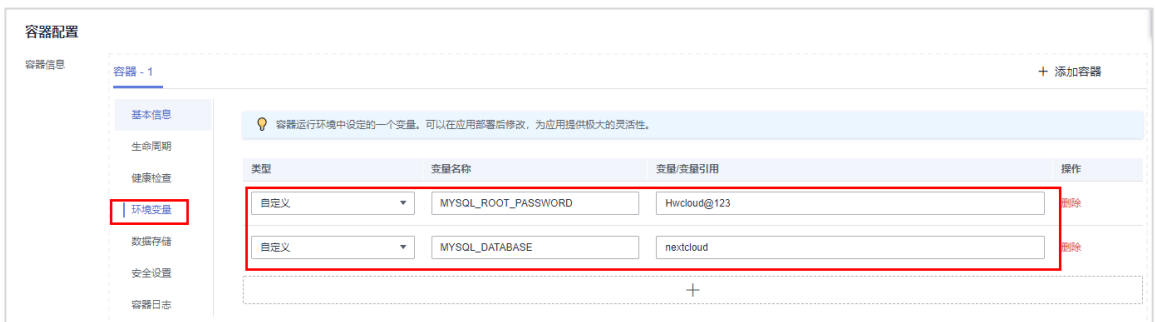 容器配置
容器信息
容器 - 1
+ 添加容器
基本信息
容器运行环境中设定的一个变量。可以在应用部署后修改，为应用提供极大的灵活性。
生命周期
健康检查
环境变量
数据存储
安全设置
容器日志
类型 变量名称 变量/变量引用 操作
自定义 MYSQL_ROOT_PASSWORD Hwcloud@123 删除
自定义 MYSQL_DATABASE nextcloud 删除
+